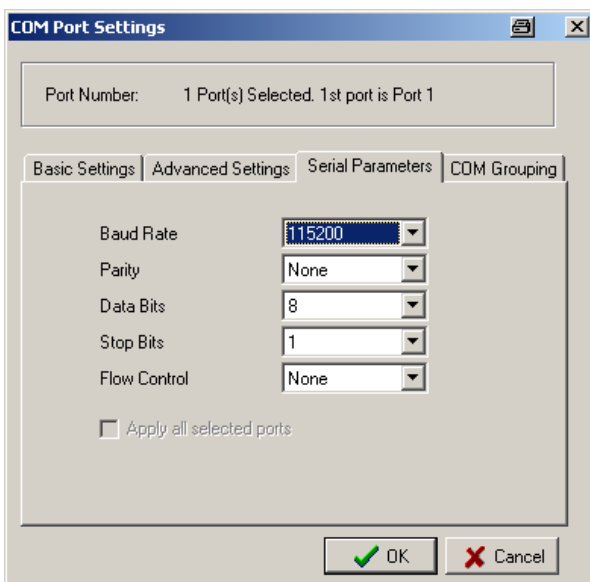 COM Port Settings
Port Number: 1 Port(s) Selected. 1st port is Port 1
Basic Settings Advanced Settings Serial Parameters COM Grouping
Baud Rate 115200
Parity None
Data Bits 8
Stop Bits 1
Flow Control None
Apply all selected ports
OK Cancel